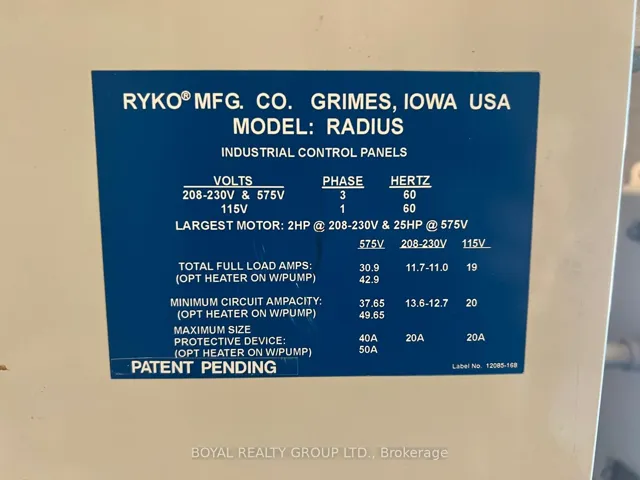 RYKO® MFG. CO. GRIMES, IOWA USA
MODEL: RADIUS
INDUSTRIAL CONTROL PANELS
VOLTS PHASE HERTZ
208-230V & 575V 3 60
115V 1 60
LARGEST MOTOR: 2HP @ 208-230V & 25HP @ 575V
575V 208-230V 115V
TOTAL FULL LOAD AMPS: 30.9 11.7-11.0 19
(OPT HEATER ON W/PUMP) 42.9
MINIMUM CIRCUIT AMPACITY: 37.65 13.6-12.7 20
(OPT HEATER ON W/PUMP) 49.65
MAXIMUM SIZE
PROTECTIVE DEVICE: 40A 20A 20A
(OPT HEATER ON W/PUMP) 50A
PATENT PENDING
Label No. 12085-168
BOYAL REALTY GROUP LTD., Brokerage